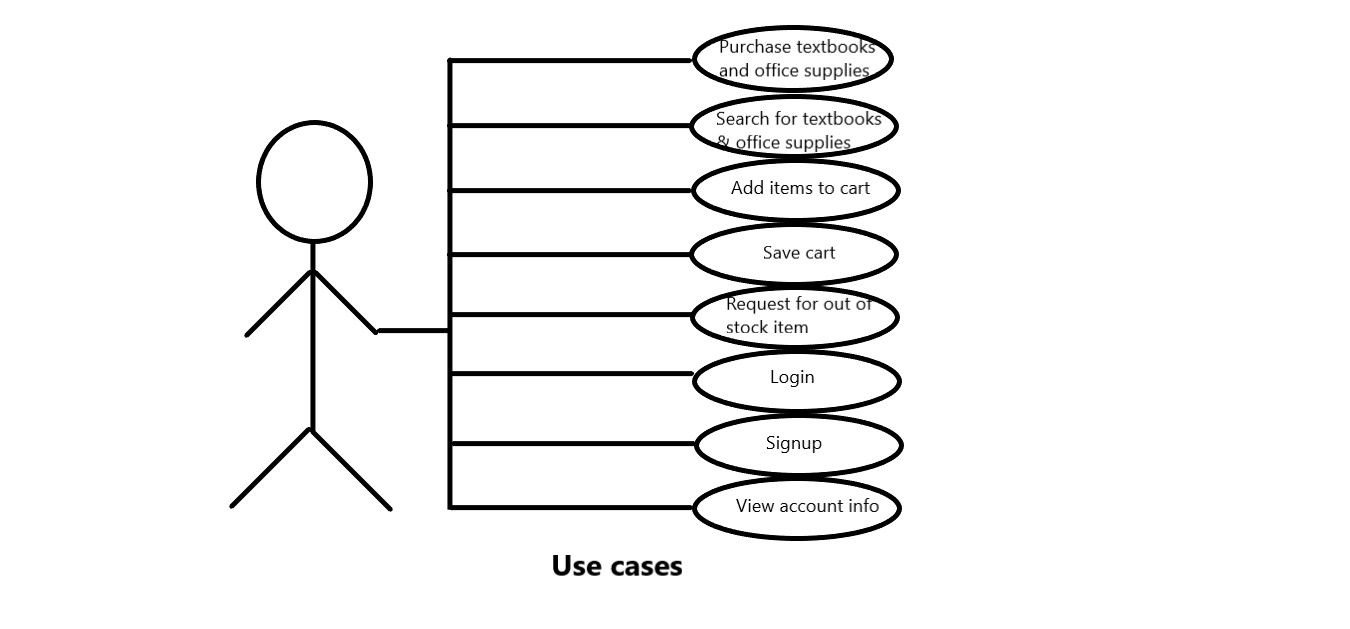 Purchase textbooks
and office supplies
Search for textbooks
& office supplies
Add items to cart
Save cart
Request for out of
stock item
Login
Signup
View account info
Use cases